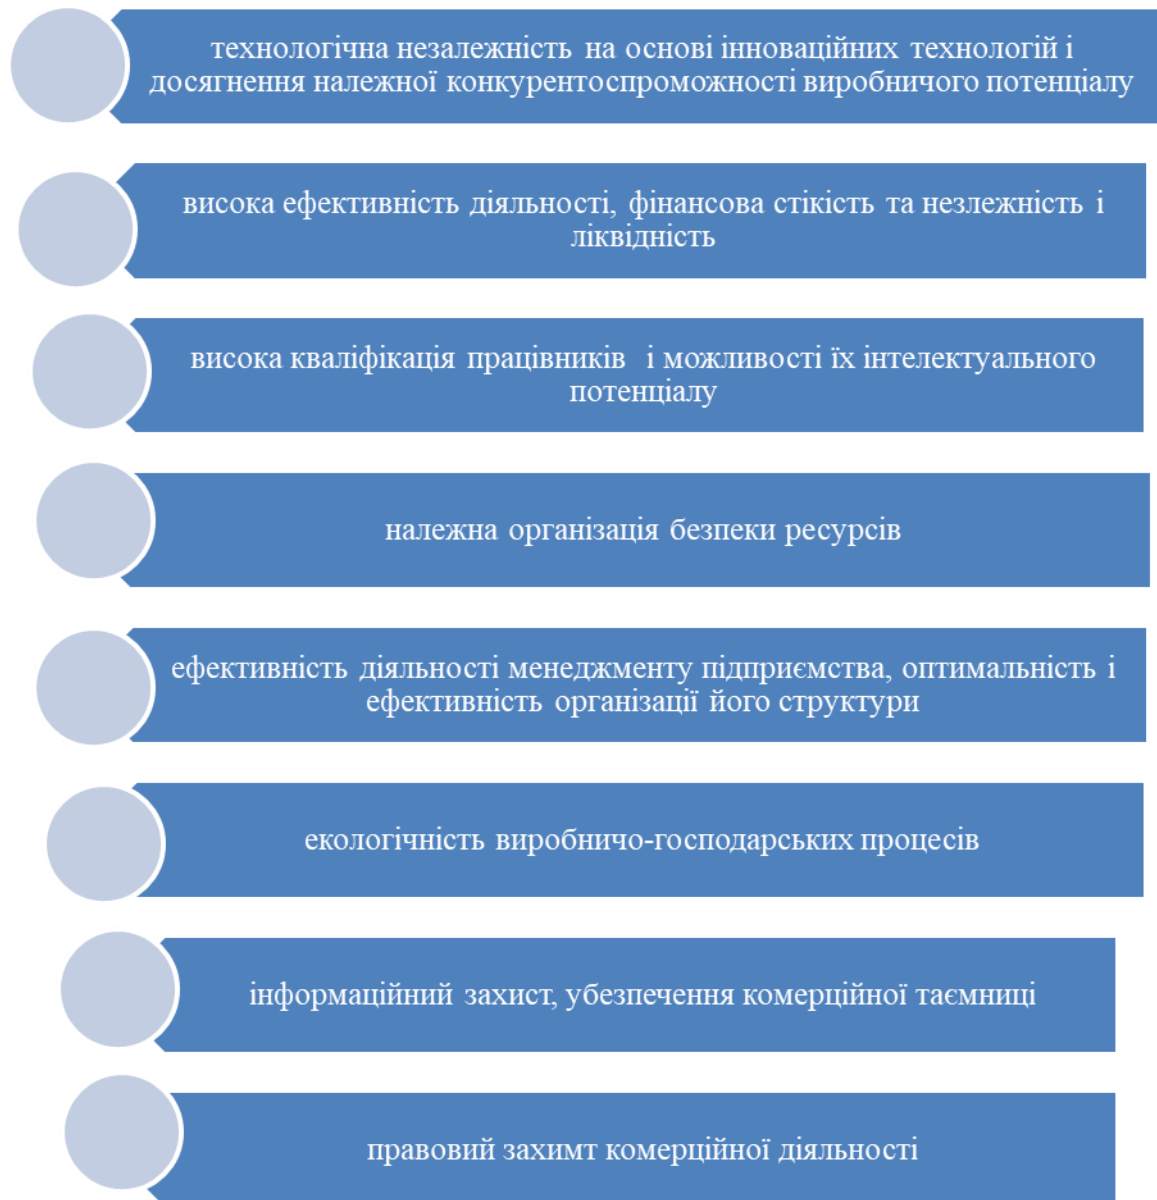 технологічна незалежність на основі інноваційних технологій і
досягнення належної конкурентоспроможності виробничого потенціалу
висока ефективність діяльності, фінансова стікість та незлежність і
ліквідність
висока кваліфікація працівників і можливості їх інтелектуального
потенціалу
належна організація безпеки ресурсів
ефективність діяльності менеджменту підприємства, оптимальність і
ефективність організації його структури
екологічність виробничо-господарських процесів
інформаційний захист, убезпечення комерційної таємниці
правовий захимт комерційної діяльності